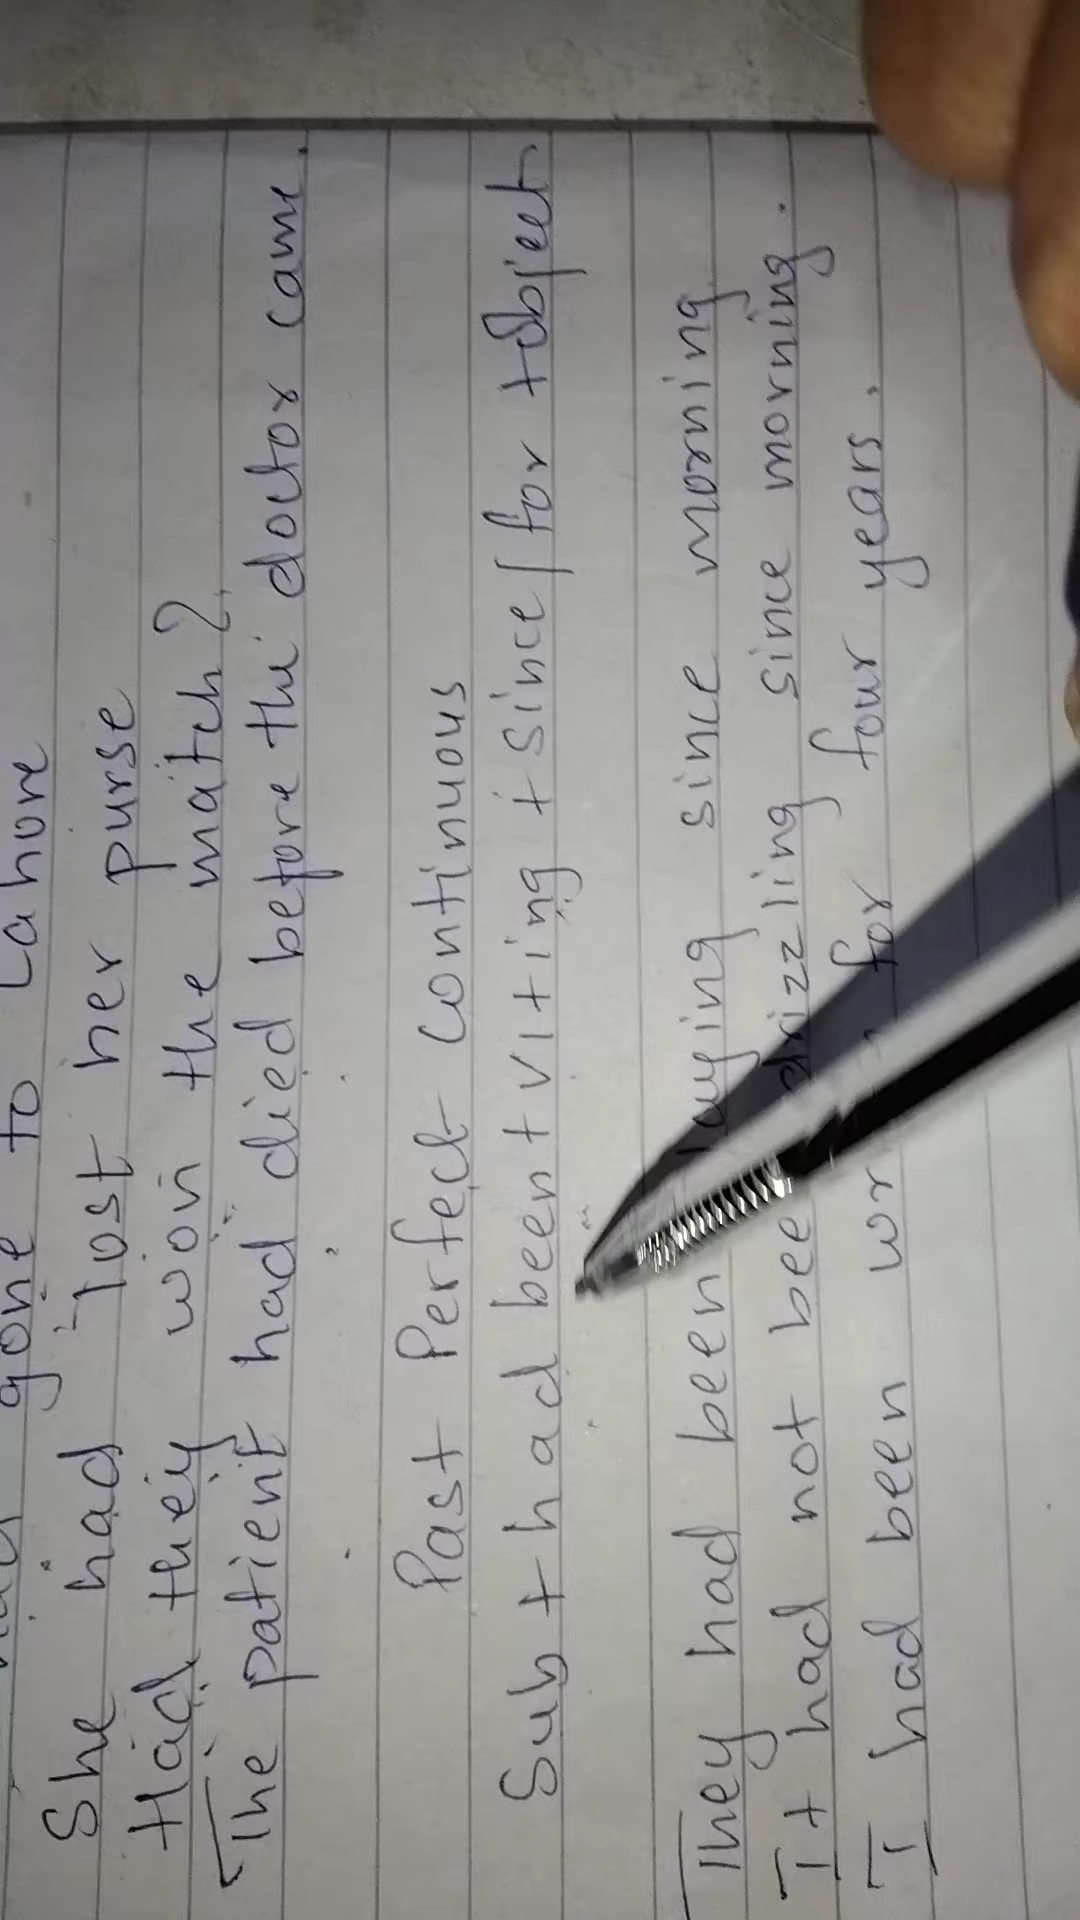 gone to Lahore
She had lost her purse
Had they won the match?
The patient had died before the doctor came.
Past Perfect Continuous
Sub + had been + V1 + ing + since/for + object
They had been since morning
It had not drizzling since morning.
I had been for four years.